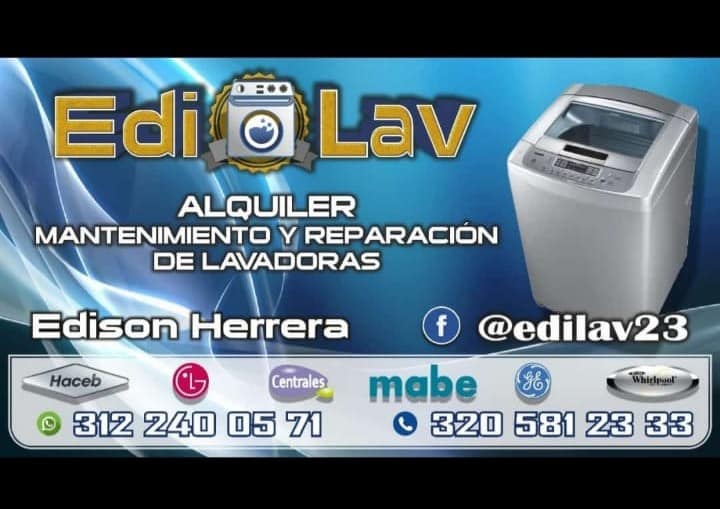 Edi Lav
ALQUILER
MANTENIMIENTO Y REPARACIÓN
DE LAVADORAS
Edison Herrera
f @edilav23
Haceb LG Centrales mabe GE Whirlpool
312 240 05 71 320 581 23 33